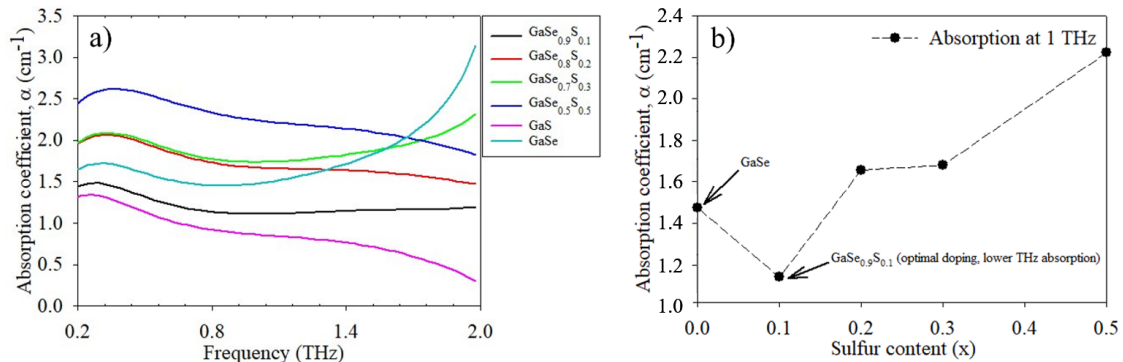 a)
Absorption coefficient, α (cm⁻¹)
3.5
3.0
2.5
2.0
1.5
1.0
0.5
0.0
0.2
0.8
1.4
2.0
Frequency (THz)
GaSe₀.₉S₀.₁
GaSe₀.₈S₀.₂
GaSe₀.₇S₀.₃
GaSe₀.₅S₀.₅
GaS
GaSe
b)
Absorption at 1 THz
Absorption coefficient, α (cm⁻¹)
2.4
2.2
2.0
1.8
1.6
1.4
1.2
1.0
GaSe
GaSe₀.₉S₀.₁ (optimal doping, lower THz absorption)
0.0
0.1
0.2
0.3
0.4
0.5
Sulfur content (x)